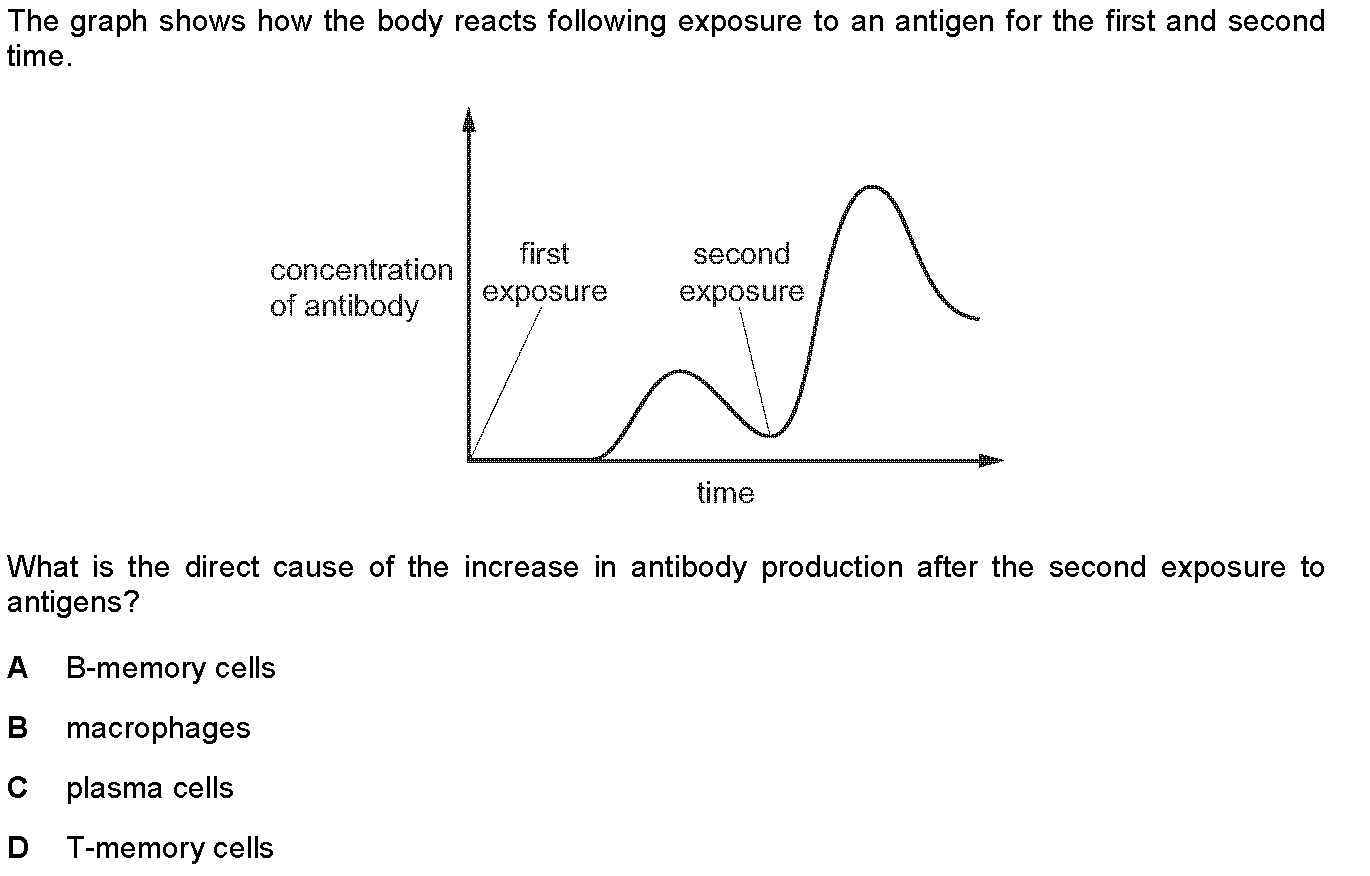 The graph shows how the body reacts following exposure to an antigen for the first and second
time.
first
exposure
second
exposure
concentration
of antibody
time
What is the direct cause of the increase in antibody production after the second exposure to
antigens?
A B-memory cells
B macrophages
C plasma cells
D T-memory cells